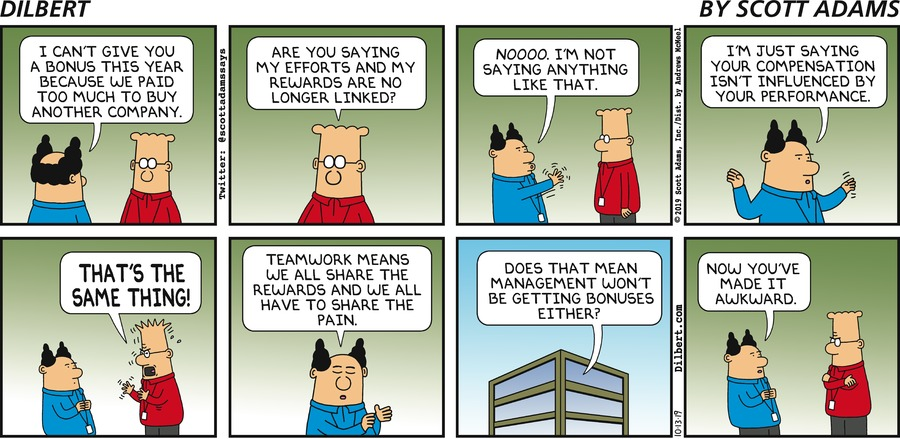 DILBERT
BY SCOTT ADAMS
I CAN'T GIVE YOU
A BONUS THIS YEAR
BECAUSE WE PAID
TOO MUCH TO BUY
ANOTHER COMPANY.
Twitter: @scottadamssays
ARE YOU SAYING
MY EFFORTS AND MY
REWARDS ARE NO
LONGER LINKED?
NOOOO. I'M NOT
SAYING ANYTHING
LIKE THAT.
©2019 Scott Adams, Inc./Dist. by Andrews McMeel
I'M JUST SAYING
YOUR COMPENSATION
ISN'T INFLUENCED BY
YOUR PERFORMANCE.
THAT'S THE
SAME THING!
TEAMWORK MEANS
WE ALL SHARE THE
REWARDS AND WE ALL
HAVE TO SHARE THE
PAIN.
DOES THAT MEAN
MANAGEMENT WON'T
BE GETTING BONUSES
EITHER?
10-13-19 Dilbert.com
NOW YOU'VE
MADE IT
AWKWARD.